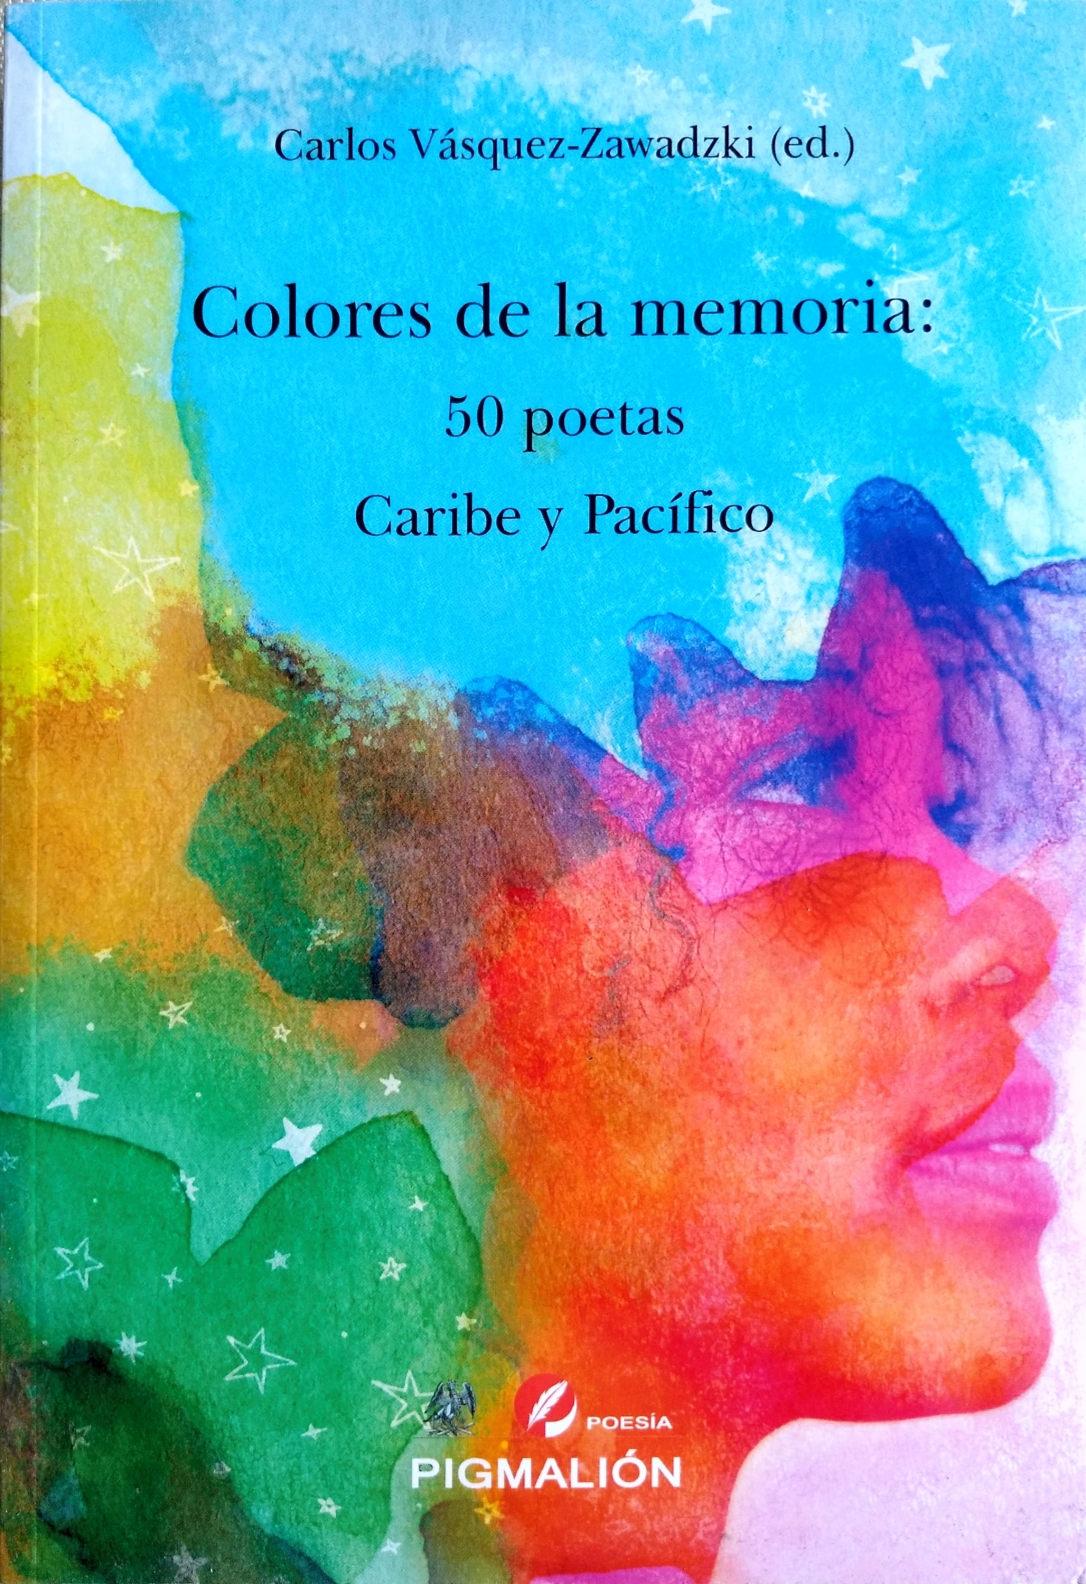 Carlos Vásquez-Zawadzki (ed.)
Colores de la memoria:
50 poetas
Caribe y Pacífico
POESÍA
PIGMALIÓN